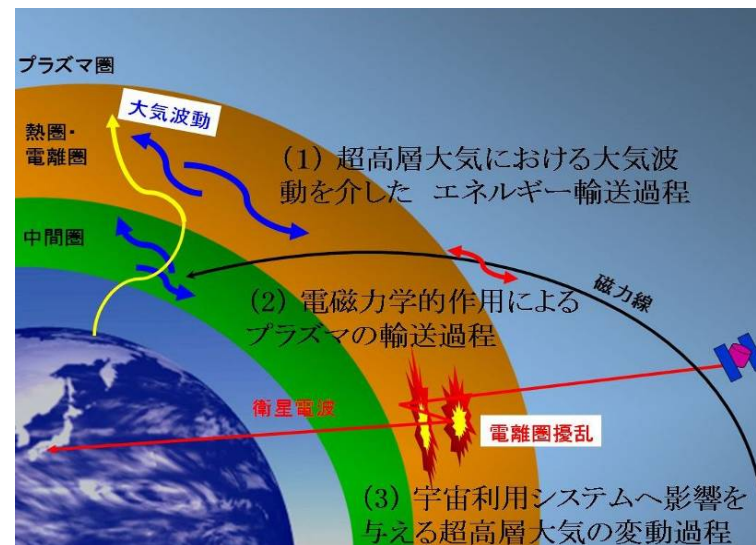 プラズマ圏
大気波動
熱圏・
電離圏
(1) 超高層大気における大気波
動を介した エネルギー輸送過程
中間圏
磁力線
(2) 電磁力学的作用による
プラズマの輸送過程
衛星電波
電離圏擾乱
(3) 宇宙利用システムへ影響を
与える超高層大気の変動過程